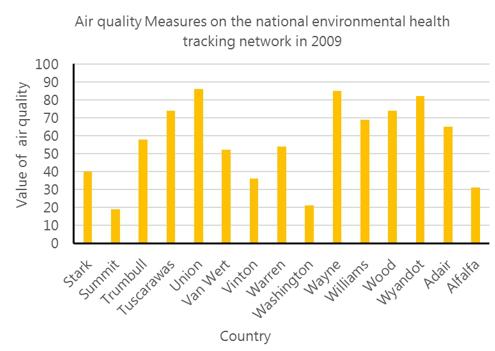 Air quality Measures on the national environmental health
tracking network in 2009
Value of  air quality
100
90
80
70
60
50
40
30
20
10
0
Stark
Summit
Trumbull
Tuscarawas
Union
Van Wert
Vinton
Warren
Washington
Wayne
Williams
Wood
Wyandot
Adair
Alfalfa
Country